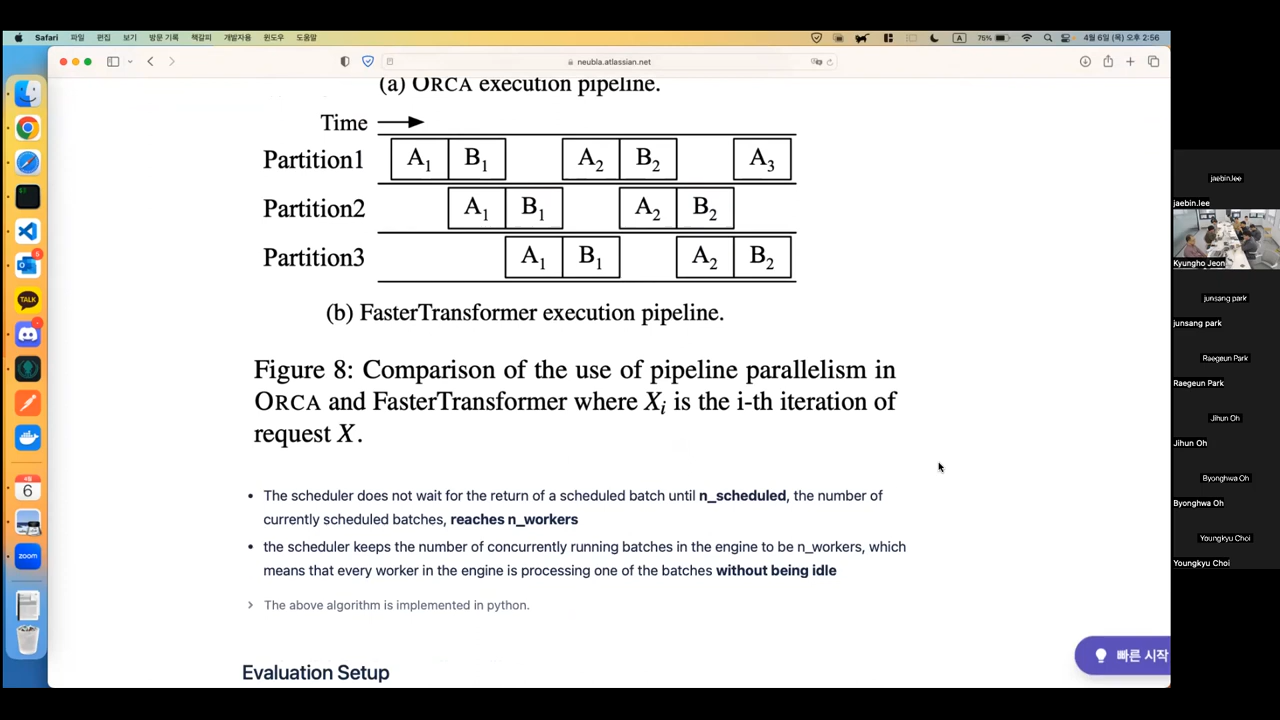 Safari 파일 편집 보기 방문 기록 책갈피 개발자용 윈도우 도움말
A 75% 4월 6일 (목) 오후 2:56
neubla.atlassian.net
(a) ORCA execution pipeline.
Time
Partition1 A1 B1 A2 B2 A3
Partition2 A1 B1 A2 B2
Partition3 A1 B1 A2 B2
(b) FasterTransformer execution pipeline.
Figure 8: Comparison of the use of pipeline parallelism in
ORCA and FasterTransformer where Xi is the i-th iteration of
request X.
• The scheduler does not wait for the return of a scheduled batch until n_scheduled, the number of
currently scheduled batches, reaches n_workers
• the scheduler keeps the number of concurrently running batches in the engine to be n_workers, which
means that every worker in the engine is processing one of the batches without being idle
The above algorithm is implemented in python.
Evaluation Setup
빠른 시작
TALK
6
zoom
jaebin.lee
jaebin.lee
Kyungho Jeon
junsang park
junsang park
Raegeun Park
Raegeun Park
Jihun Oh
Jihun Oh
Byonghwa Oh
Byonghwa Oh
Youngkyu Choi
Youngkyu Choi